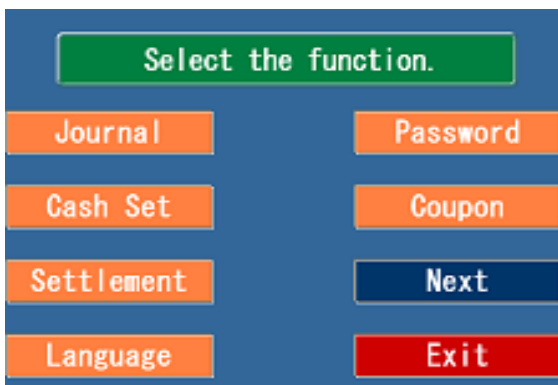 Select the function.
Journal
Password
Cash Set
Coupon
Settlement
Next
Language
Exit